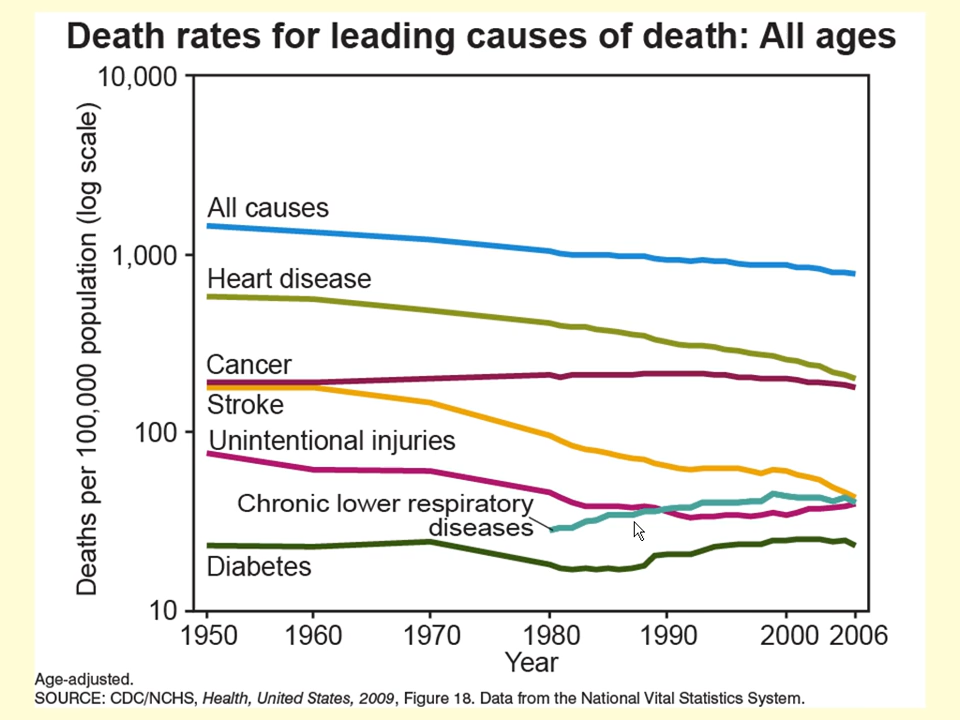 Death rates for leading causes of death: All ages
Deaths per 100,000 population (log scale)
10,000
1,000
100
10
All causes
Heart disease
Cancer
Stroke
Unintentional injuries
Chronic lower respiratory
diseases
Diabetes
1950 1960 1970 1980 1990 2000 2006
Year
Age-adjusted.
SOURCE: CDC/NCHS, Health, United States, 2009, Figure 18. Data from the National Vital Statistics System.